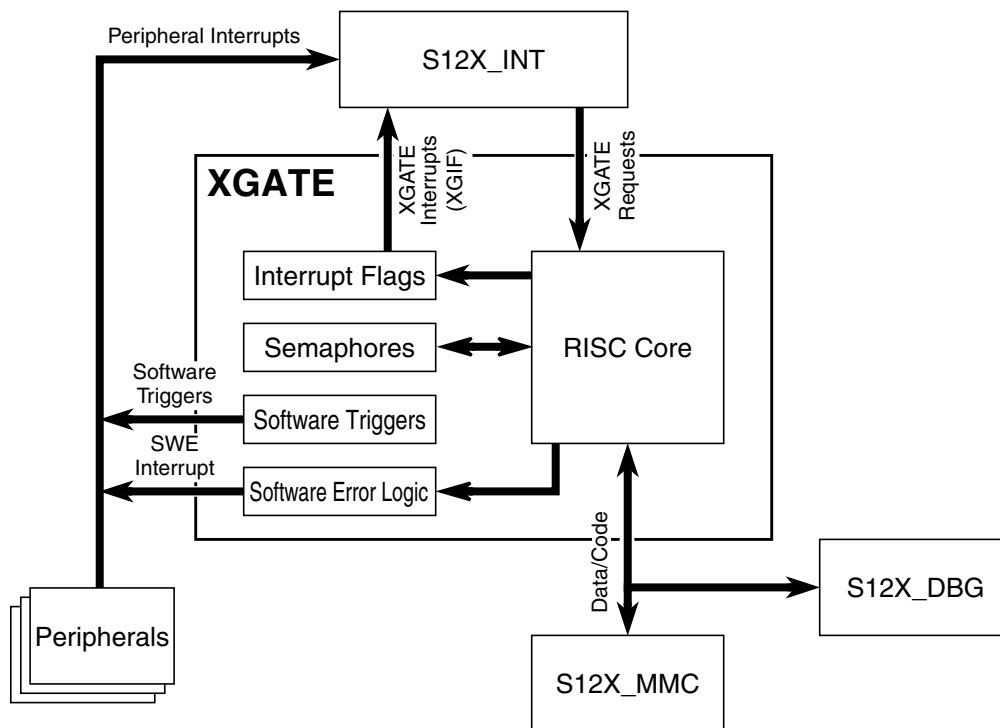 Peripheral Interrupts
S12X_INT
XGATE
XGATE
Interrupts
(XGIF)
XGATE
Requests
Interrupt Flags
Semaphores
RISC Core
Software
Triggers
Software Triggers
SWE
Interrupt
Software Error Logic
Data/Code
S12X_DBG
Peripherals
S12X_MMC